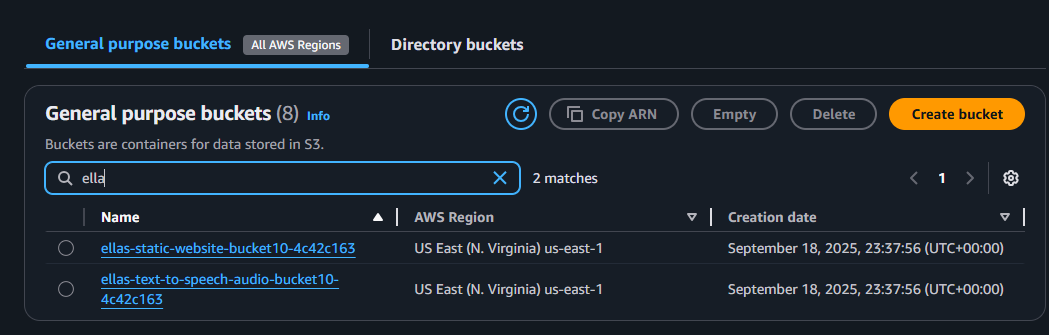 General purpose buckets All AWS Regions Directory buckets
General purpose buckets (8) Info Copy ARN Empty Delete Create bucket
Buckets are containers for data stored in S3.
ella 2 matches 1
Name AWS Region Creation date
ellas-static-website-bucket10-4c42c163 US East (N. Virginia) us-east-1 September 18, 2025, 23:37:56 (UTC+00:00)
ellas-text-to-speech-audio-bucket10-
4c42c163 US East (N. Virginia) us-east-1 September 18, 2025, 23:37:56 (UTC+00:00)